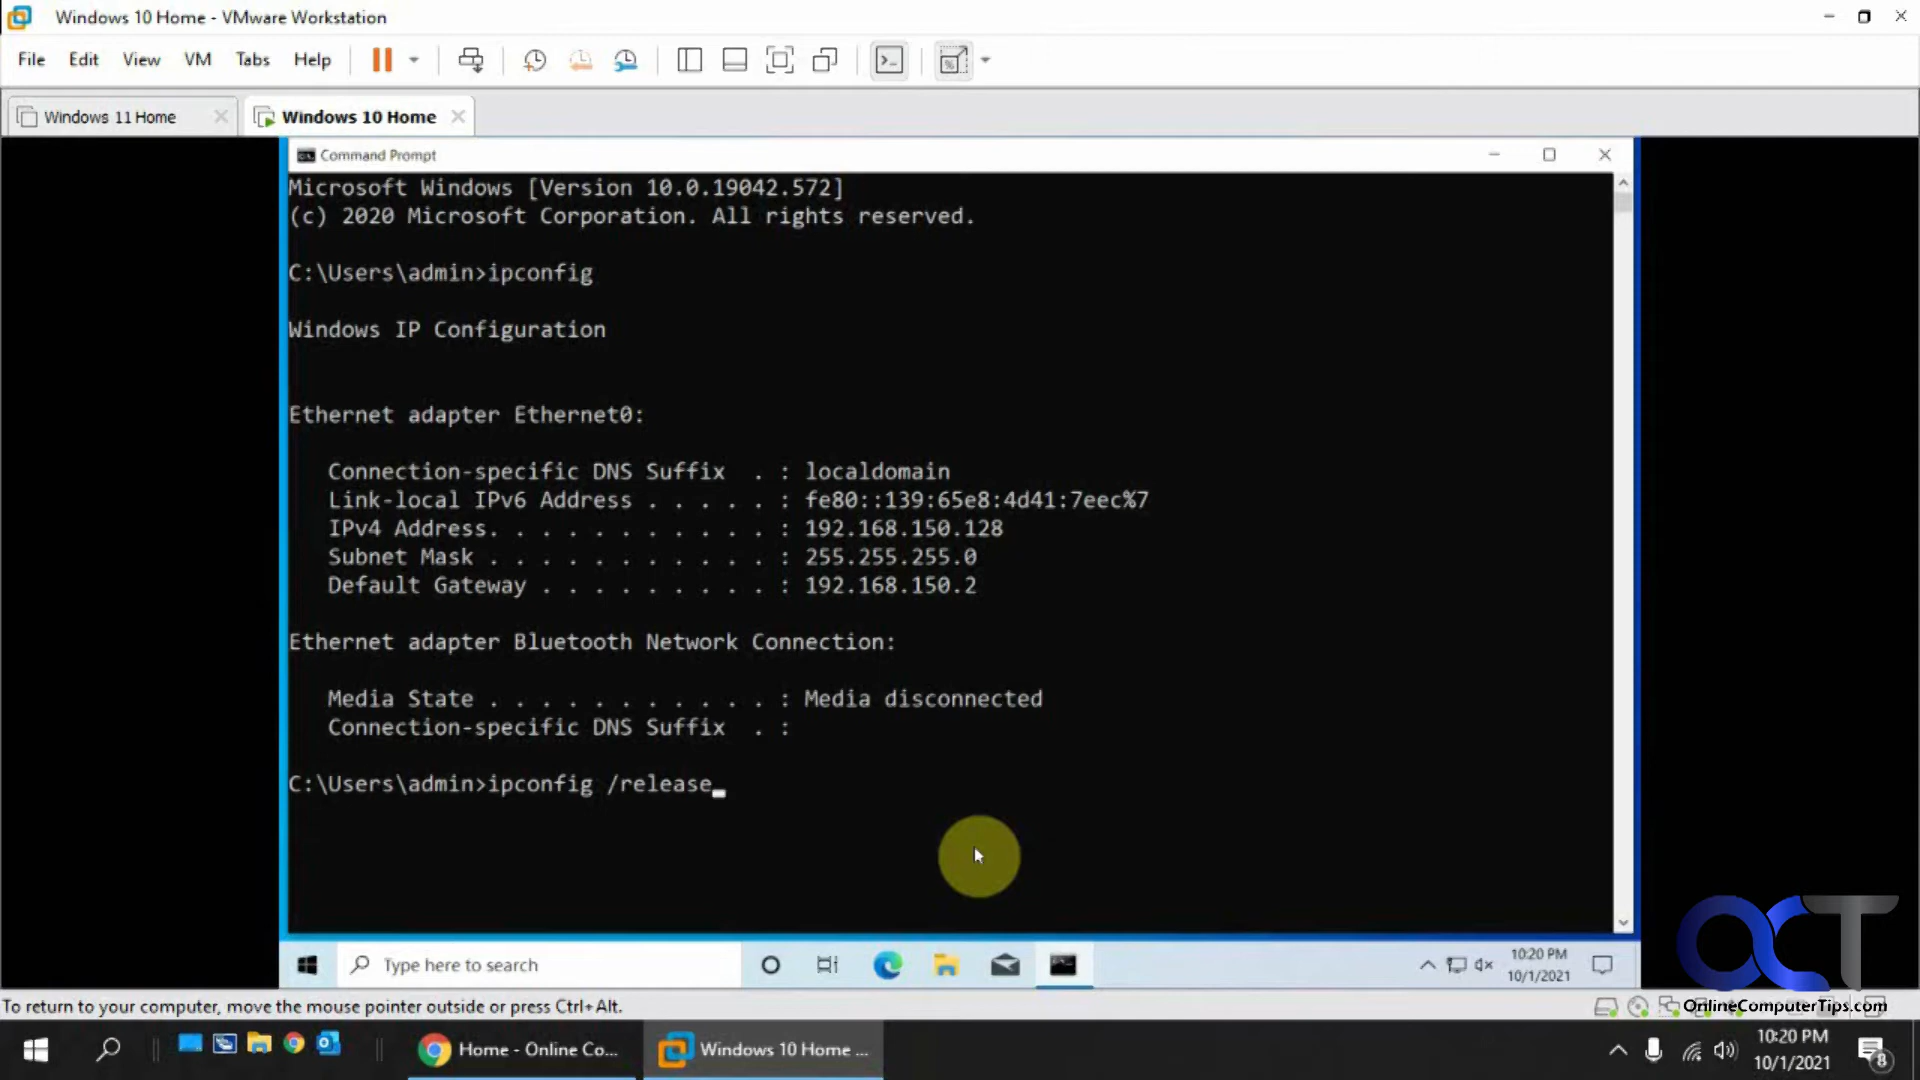 Windows 10 Home - VMware Workstation
File Edit View VM Tabs Help
Windows 11 Home
Windows 10 Home
Command Prompt
Microsoft Windows [Version 10.0.19042.572]
(c) 2020 Microsoft Corporation. All rights reserved.
C:\Users\admin>ipconfig
Windows IP Configuration
Ethernet adapter Ethernet0:
Connection-specific DNS Suffix . : localdomain
Link-local IPv6 Address . . . . . : fe80::139:65e8:4d41:7eec%7
IPv4 Address. . . . . . . . . . . : 192.168.150.128
Subnet Mask . . . . . . . . . . . : 255.255.255.0
Default Gateway . . . . . . . . . : 192.168.150.2
Ethernet adapter Bluetooth Network Connection:
Media State . . . . . . . . . . . : Media disconnected
Connection-specific DNS Suffix . :
C:\Users\admin>ipconfig /release
Type here to search
10:20 PM
10/1/2021
OCT
OnlineComputerTips.com
To return to your computer, move the mouse pointer outside or press Ctrl+Alt.
Home - Online Co...
Windows 10 Home ...
10:20 PM
10/1/2021
8